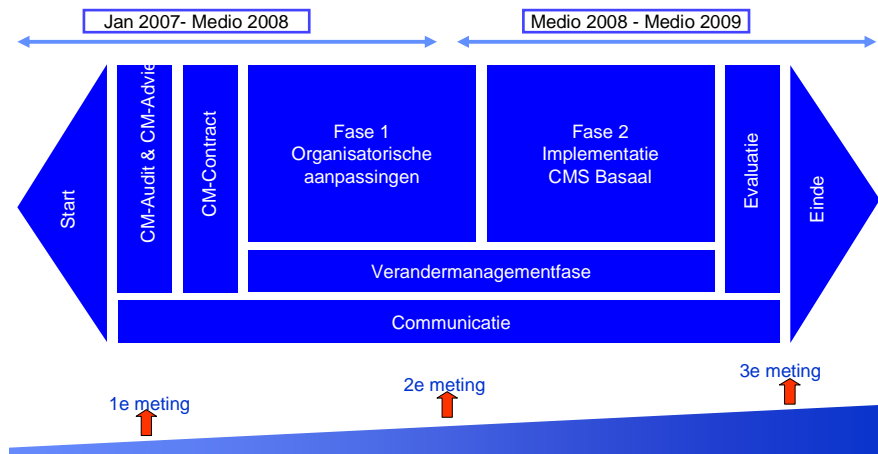 Jan 2007- Medio 2008
Medio 2008 - Medio 2009
Start
CM-Audit & CM-Advie
CM-Contract
Fase 1
Organisatorische
aanpassingen
Fase 2
Implementatie
CMS Basaal
Evaluatie
Einde
Verandermanagementfase
Communicatie
1e meting
2e meting
3e meting